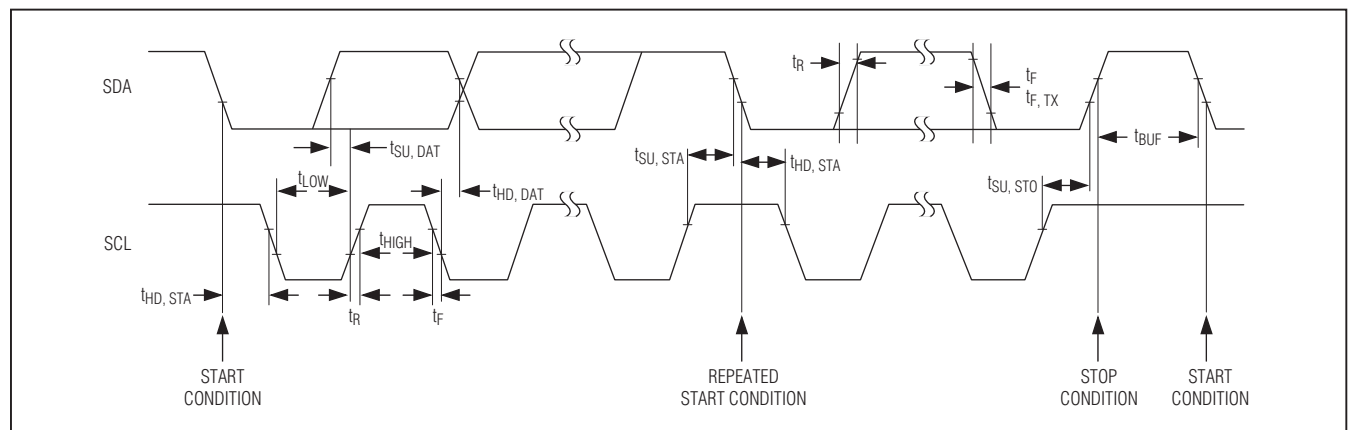 SDA
tR
tF
tF, TX
tSU, DAT
tSU, STA
tHD, STA
tBUF
tLOW
tHD, DAT
tSU, STO
SCL
tHIGH
tHD, STA
tR
tF
START
CONDITION
REPEATED
START CONDITION
STOP
CONDITION
START
CONDITION